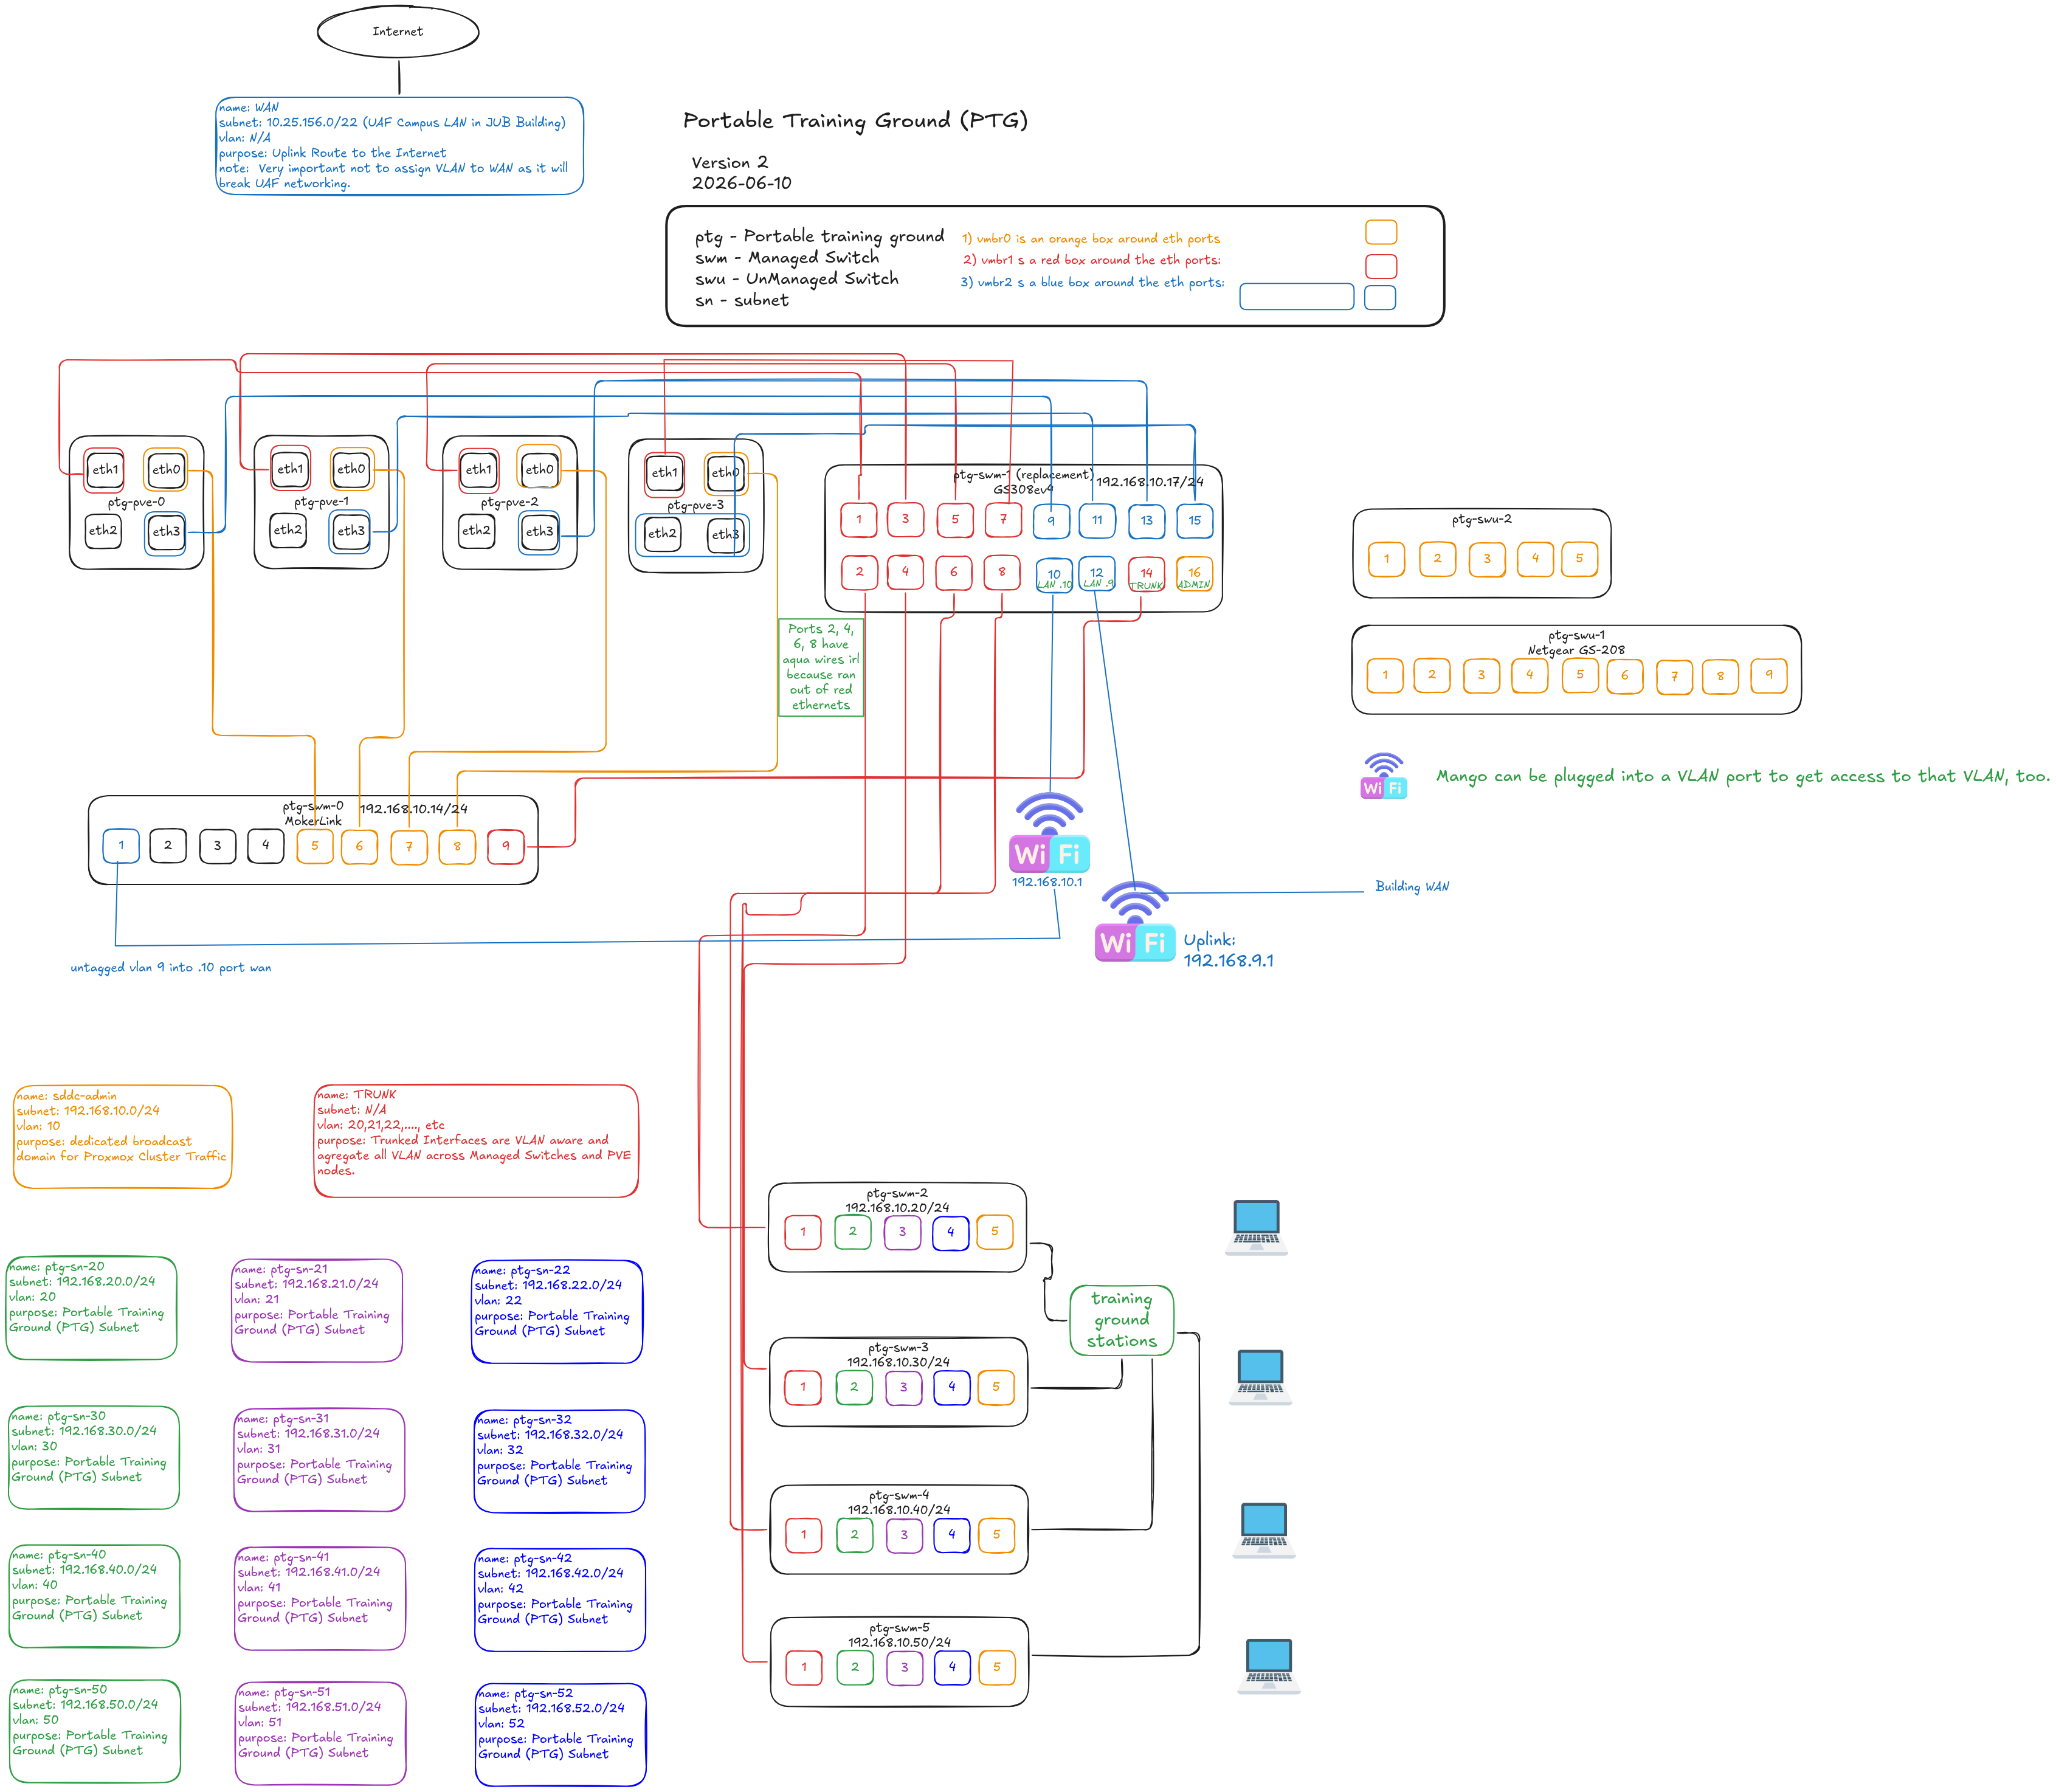 Internet
name: WAN
subnet: 10.25.156.0/22 (UAF Campus LAN in JUB Building)
vlan: N/A
purpose: Uplink Route to the Internet
note:  Very important not to assign VLAN to WAN as it will
break UAF networking.
Portable Training Ground (PTG)
Version 2
2026-06-10
ptg - Portable training ground
swm - Managed Switch
swu - UnManaged Switch
sn - subnet
1) vmbr0 is an orange box around eth ports
2) vmbr1 s a red box around the eth ports:
3) vmbr2 s a blue box around the eth ports:
eth1
eth0
ptg-pve-0
eth2
eth3
eth1
eth0
ptg-pve-1
eth2
eth3
eth1
eth0
ptg-pve-2
eth2
eth3
eth1
eth0
ptg-pve-3
eth2
eth3
ptg-swm-1 (replacement)
GS308ev4
192.168.10.17/24
1
3
5
7
9
11
13
15
2
4
6
8
10
LAN .10
12
LAN .9
14
TRUNK
16
ADMIN
ptg-swu-2
1
2
3
4
5
ptg-swu-1
Netgear GS-208
1
2
3
4
5
6
7
8
9
Ports 2, 4,
6, 8 have
aqua wires irl
because ran
out of red
ethernets
Wi Fi
Mango can be plugged into a VLAN port to get access to that VLAN, too.
ptg-swm-0
MokerLink
192.168.10.14/24
1
2
3
4
5
6
7
8
9
Wi Fi
192.168.10.1
Building WAN
Wi Fi
Uplink:
192.168.9.1
untagged vlan 9 into .10 port wan
name: sddc-admin
subnet: 192.168.10.0/24
vlan: 10
purpose: dedicated broadcast
domain for Proxmox Cluster Traffic
name: TRUNK
subnet: N/A
vlan: 20,21,22,...., etc
purpose: Trunked Interfaces are VLAN aware and
agregate all VLAN across Managed Switches and PVE
nodes.
name: ptg-sn-20
subnet: 192.168.20.0/24
vlan: 20
purpose: Portable Training
Ground (PTG) Subnet
name: ptg-sn-21
subnet: 192.168.21.0/24
vlan: 21
purpose: Portable Training
Ground (PTG) Subnet
name: ptg-sn-22
subnet: 192.168.22.0/24
vlan: 22
purpose: Portable Training
Ground (PTG) Subnet
name: ptg-sn-30
subnet: 192.168.30.0/24
vlan: 30
purpose: Portable Training
Ground (PTG) Subnet
name: ptg-sn-31
subnet: 192.168.31.0/24
vlan: 31
purpose: Portable Training
Ground (PTG) Subnet
name: ptg-sn-32
subnet: 192.168.32.0/24
vlan: 32
purpose: Portable Training
Ground (PTG) Subnet
name: ptg-sn-40
subnet: 192.168.40.0/24
vlan: 40
purpose: Portable Training
Ground (PTG) Subnet
name: ptg-sn-41
subnet: 192.168.41.0/24
vlan: 41
purpose: Portable Training
Ground (PTG) Subnet
name: ptg-sn-42
subnet: 192.168.42.0/24
vlan: 42
purpose: Portable Training
Ground (PTG) Subnet
name: ptg-sn-50
subnet: 192.168.50.0/24
vlan: 50
purpose: Portable Training
Ground (PTG) Subnet
name: ptg-sn-51
subnet: 192.168.51.0/24
vlan: 51
purpose: Portable Training
Ground (PTG) Subnet
name: ptg-sn-52
subnet: 192.168.52.0/24
vlan: 52
purpose: Portable Training
Ground (PTG) Subnet
ptg-swm-2
192.168.10.20/24
1
2
3
4
5
training
ground
stations
ptg-swm-3
192.168.10.30/24
1
2
3
4
5
ptg-swm-4
192.168.10.40/24
1
2
3
4
5
ptg-swm-5
192.168.10.50/24
1
2
3
4
5